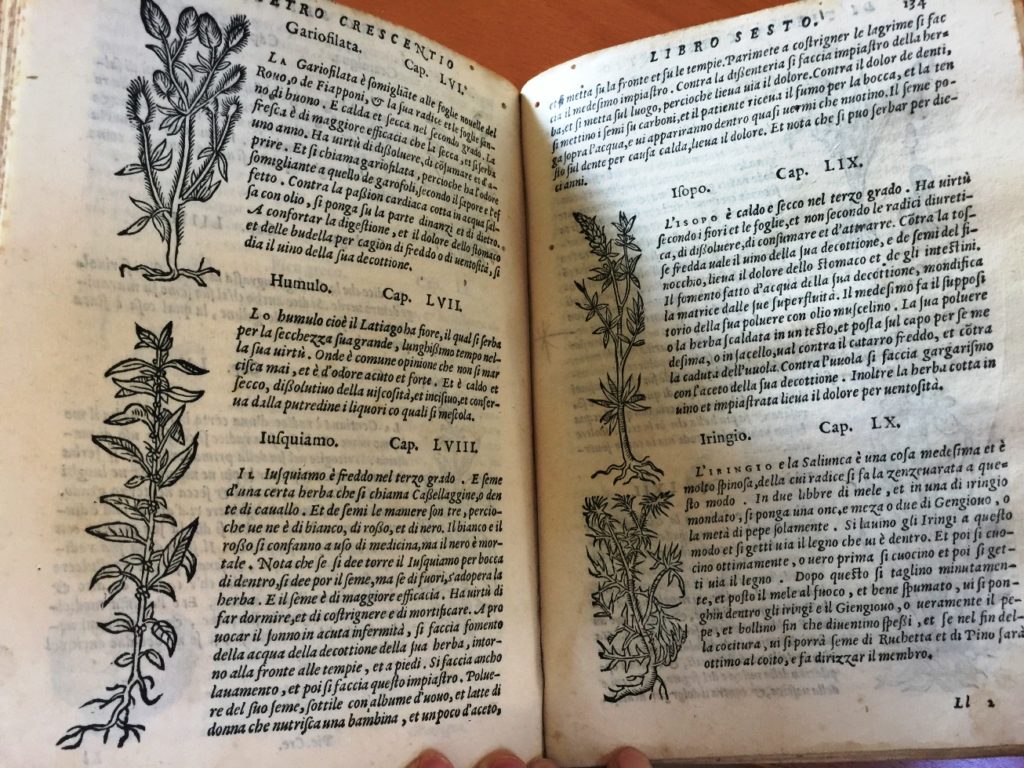 PIETRO CRESCENTIO
Gariofilata. Cap. LVI.
LA Gariofilata è somigliãte alle foglie nouelle del
Rouo, o de Fiapponi, & la sua radice et le foglie san-
no di buono. E calda et secca nel secondo grado. La
fresca è di maggiore efficacia che la secca, et si serba
uno anno. Ha uirtù di dissoluere, di cõsumare et d'a-
prire. Et si chiama gariofilata, percioche ha l'odore
somigliante a quello de garofoli, secondo il sapore e l'ef
fetto. Contra la passion cardiaca cotta in acqua sal-
sa con olio, si ponga su la parte dinanzi et di dietro.
A confortar la digestione, et il dolore dello stomaco
et delle budella per cagion di freddo o di uentosità, si
dia il uino della sua decottione.
Humulo. Cap. LVII.
Lo humulo cioè il Latiago ha fiore, il qual si serba
per la secchezza sua grande, lunghissimo tempo nel-
la sua uirtù. Onde è comune opinione che non si mar
cisca mai, et è d'odore acuto et forte. Et è caldo et
secco, dissolutiuo della uiscosità, et incisiuo, et conser-
ua dalla putredine i liquori co quali si mescola.
Iusquiamo. Cap. LVIII.
IL Iusquiamo è freddo nel terzo grado. E seme
d'una certa herba che si chiama Cassellaggine, o den
te di cauallo. Et de semi le maniere son tre, percio-
che ue ne è di bianco, di rosso, et di nero. Il bianco e il
rosso si confanno a uso di medicina, ma il nero è mor-
tale. Nota che se si dee torre il Iusquiamo per bocca
di dentro, si dee por il seme, ma se di fuori, s'adopera la
herba. E il seme è di maggiore efficacia. Ha uirtù di
far dormire, et di costrignere e di mortificare. A pro
uocar il sonno in acuta infermità, si faccia fomento
della acqua della decottione della sua herba, intor-
no alla fronte alle tempie, et a piedi. Si faccia ancho
lauamento, et poi si faccia questo impiastro. Polue-
re del suo seme, sottile con albume d'uouo, et latte di
donna che nutrisca una bambina, et un poco d'aceto,
LIBRO SESTO. 134
et si metta su la fronte et su le tempie. Parimete a costrigner le lagrime si fac
cia il medesimo impiastro. Contra la dissenteria si faccia impiastro della her-
ba, et si metta sul luogo, percioche lieua uia il dolore. Contra il dolor de denti,
si mettino i semi su carboni, et il patiente riceua il fumo per la bocca, et la ten
ga sopra l'acqua, e ui appariranno dentro quasi uermi che nuotino. Il seme po-
sto sul dente per causa calda, lieua il dolore. Et nota che si puo serbar per die-
ci anni.
Isopo. Cap. LIX.
L'ISOPO è caldo e secco nel terzo grado. Ha uirtù
secondo i fiori et le foglie, et non secondo le radici diureti-
ca, di dissoluere, di consumare et d'attrarre. Cõtra la tos-
se fredda uale il uino della sua decottione, e de semi del fi-
nocchio, lieua il dolore dello stomaco et de gli intestini.
Il fomento fatto d'acqua della sua decottione, mondifica
la matrice dalle sue superfluità. Il medesimo fa il supposi
torio della sua poluere con olio muscelino. La sua poluere
o la herba scaldata in un testo, et posta sul capo per se me
desima, o in sacello, ual contra il catarro freddo, et cõtra
la caduta dell'uuola. Contra l'uuola si faccia gargarismo
con l'aceto della sua decottione. Inoltre la herba cotta in
uino et impiastrata lieua il dolor per uentosità.
Iringio. Cap. LX.
L'IRINGIO e la Saliunca è una cosa medesima et è
molto spinosa, della cui radice si fa la zenzeuarata a que-
sto modo. In due libbre di mele, et in una di iringio
mondato, si ponga una onc. e meza o due di Gengiouo, o
la metà di pepe solamente. Si lauino gli Iringi a questo
modo et si getti uia il legno che ui è dentro. Et poi si cuo-
cino ottimamente, o uero prima si cuocino et poi si get-
ti uia il legno. Dopo questo si taglino minutamen-
te, et posto il mele al fuoco, et bene spumato, ui si pon-
ghin dentro gli iringi e il Giengiouo, o ueramente il pe-
pe, et bollino fin che diuentino spessi, et se nel fin del-
la cocitura, ui si porrà seme di Ruchetta et di Pino sarà
ottimo al coito, e fa dirizzar il membro.
Ll 2